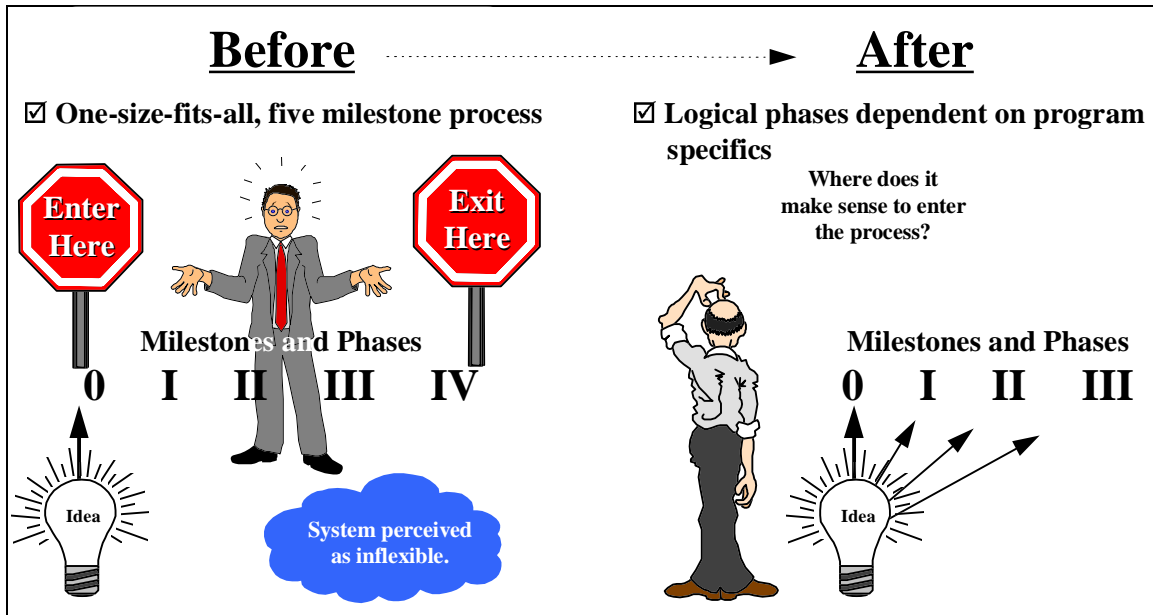 Before
After
☑ One-size-fits-all, five milestone process
Enter
Here
Exit
Here
Milestones and Phases
0 I II III IV
Idea
System perceived
as inflexible.
☑ Logical phases dependent on program
specifics
Where does it
make sense to enter
the process?
Milestones and Phases
0 I II III
Idea